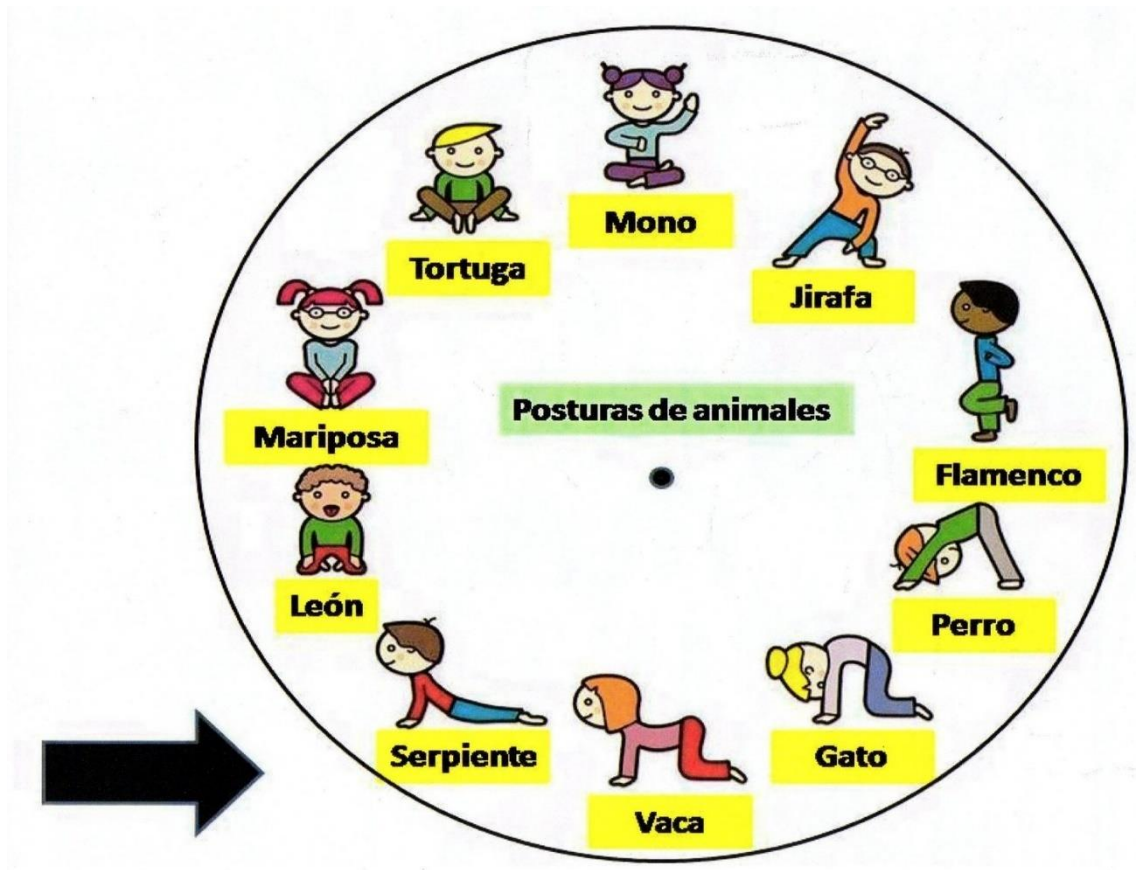 Mono
Tortuga
Jirafa
Posturas de animales
Mariposa
Flamenco
León
Perro
Serpiente
Gato
Vaca